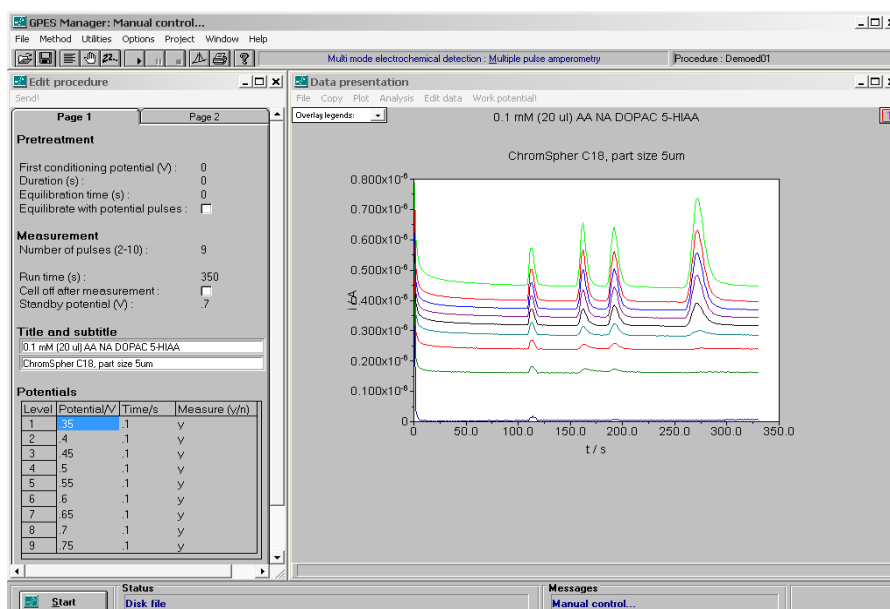 GPES Manager: Manual control...
File Method Utilities Options Project Window Help
Multi mode electrochemical detection : Multiple pulse amperometry
Procedure : Demoed01
Edit procedure
Send!
Page 1 Page 2
Pretreatment
First conditioning potential (V) : 0
Duration (s) : 0
Equilibration time (s) : 0
Equilibrate with potential pulses :
Measurement
Number of pulses (2-10) : 9
Run time (s) : 350
Cell off after measurement :
Standby potential (V) : .7
Title and subtitle
0.1 mM (20 ul) AA NA DOPAC 5-HIAA
ChromSpher C18, part size 5um
Potentials
Level Potential/V Time/s Measure (y/n)
1 .35 .1 y
2 .4 .1 y
3 .45 .1 y
4 .5 .1 y
5 .55 .1 y
6 .6 .1 y
7 .65 .1 y
8 .7 .1 y
9 .75 .1 y
Data presentation
File Copy Plot Analysis Edit data Work potential!
Overlay legends:
0.1 mM (20 ul) AA NA DOPAC 5-HIAA
ChromSpher C18, part size 5um
0.800x10-6
0.700x10-6
0.600x10-6
0.500x10-6
0.400x10-6
0.300x10-6
0.200x10-6
0.100x10-6
0
i / A
0 50.0 100.0 150.0 200.0 250.0 300.0 350.0
t / s
Start
Status
Disk file
Messages
Manual control...